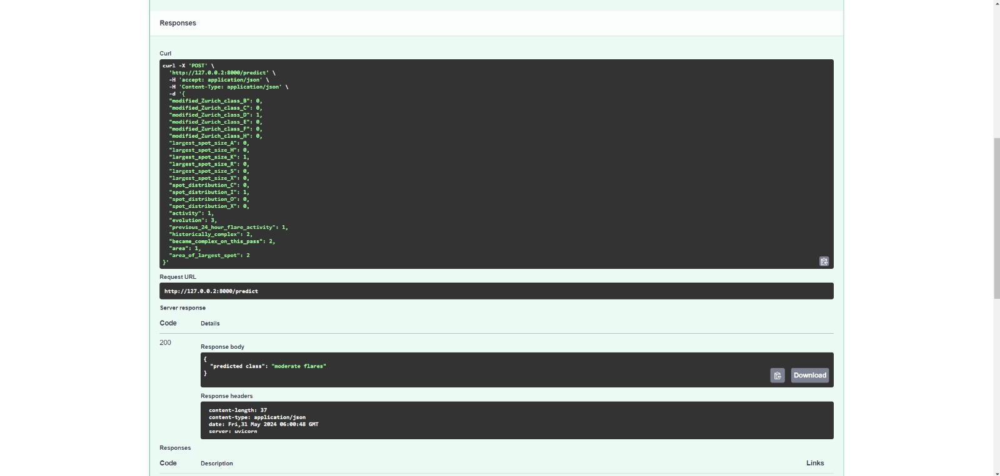 Responses
Curl
curl -X 'POST' \
'http://127.0.0.2:8000/predict' \
-H 'accept: application/json' \
-H 'Content-Type: application/json' \
-d '{
"modified_Zurich_class_B": 0,
"modified_Zurich_class_C": 0,
"modified_Zurich_class_D": 1,
"modified_Zurich_class_E": 0,
"modified_Zurich_class_F": 0,
"modified_Zurich_class_H": 0,
"largest_spot_size_A": 0,
"largest_spot_size_H": 0,
"largest_spot_size_K": 1,
"largest_spot_size_R": 0,
"largest_spot_size_S": 0,
"largest_spot_size_X": 0,
"spot_distribution_C": 0,
"spot_distribution_I": 1,
"spot_distribution_O": 0,
"spot_distribution_X": 0,
"activity": 1,
"evolution": 3,
"previous_24_hour_flare_activity": 1,
"historically_complex": 2,
"became_complex_on_this_pass": 2,
"area": 1,
"area_of_largest_spot": 2
}'
Request URL
http://127.0.0.2:8000/predict
Server response
Code Details
200
Response body
{
"predicted class": "moderate flares"
}
Download
Response headers
content-length: 37
content-type: application/json
date: Fri,31 May 2024 06:00:48 GMT
server: uvicorn
Responses
Code Description Links